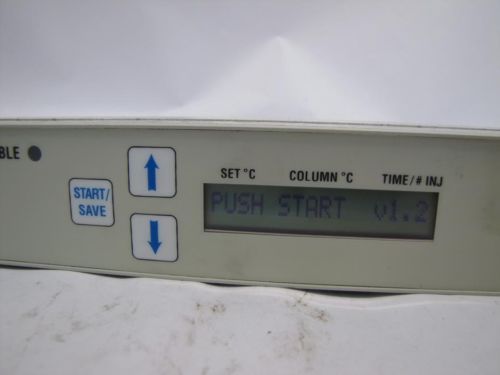 BLE
START/
SAVE
SET °C COLUMN °C TIME/# INJ
PUSH START v1.2